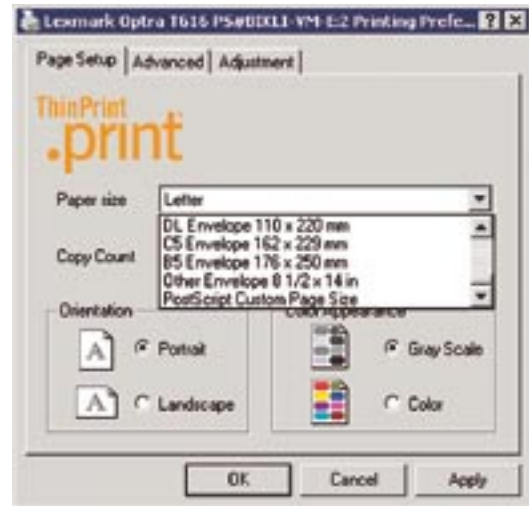 Lexmark Optra T616 PS#BIXLI-VM-E:2 Printing Prefe...
Page Setup Advanced Adjustment
ThinPrint
.print
Paper size Letter
DL Envelope 110 x 220 mm
C5 Envelope 162 x 229 mm
Copy Count B5 Envelope 176 x 250 mm
Other Envelope 8 1/2 x 14 in
PostScript Custom Page Size
Orientation Color Appearance
A Portrait Gray Scale
A Landscape Color
OK Cancel Apply